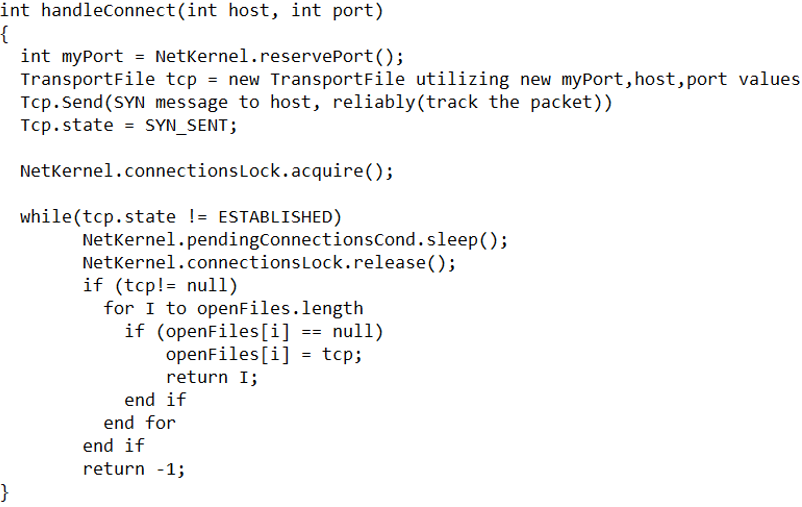 int handleConnect(int host, int port)
{
  int myPort = NetKernel.reservePort();
  TransportFile tcp = new TransportFile utilizing new myPort,host,port values
  Tcp.Send(SYN message to host, reliably(track the packet))
  Tcp.state = SYN_SENT;

  NetKernel.connectionsLock.acquire();

  while(tcp.state != ESTABLISHED)
        NetKernel.pendingConnectionsCond.sleep();
        NetKernel.connectionsLock.release();
        if (tcp!= null)
          for I to openFiles.length
            if (openFiles[i] == null)
                openFiles[i] = tcp;
                return I;
            end if
          end for
        end if
        return -1;
}